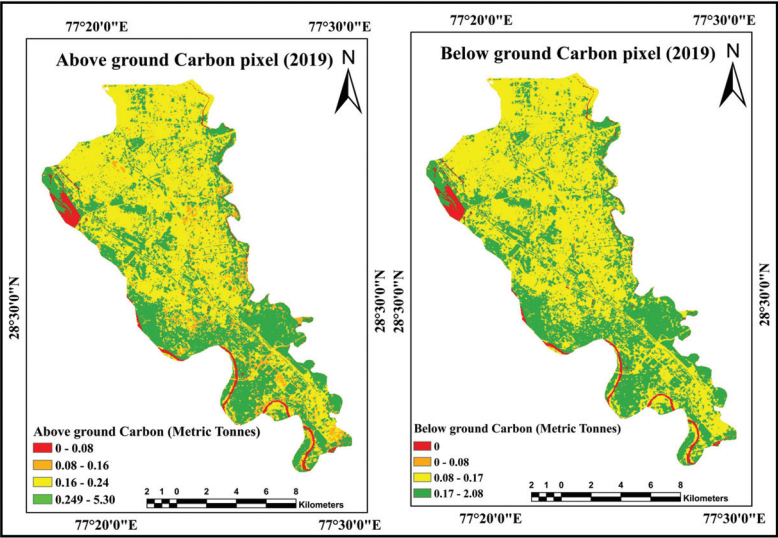 77°20'0"E 77°30'0"E
Above ground Carbon pixel (2019)
N
28°30'0"N
28°30'0"N
Above ground Carbon (Metric Tonnes)
0 - 0.08
0.08 - 0.16
0.16 - 0.24
0.249 - 5.30
2 1 0 2 4 6 8
Kilometers
77°20'0"E 77°30'0"E
77°20'0"E 77°30'0"E
Below ground Carbon pixel (2019)
N
28°30'0"N
28°30'0"N
Below ground Carbon (Metric Tonnes)
0
0 - 0.08
0.08 - 0.17
0.17 - 2.08
2 1 0 2 4 6 8
Kilometers
77°20'0"E 77°30'0"E